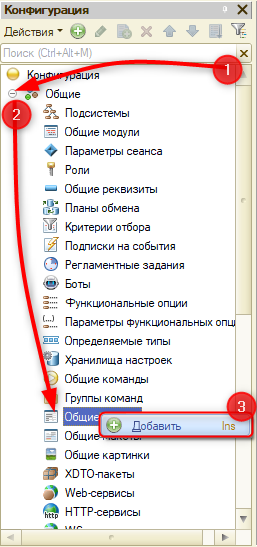 Конфигурация
Действия
Поиск (Ctrl+Alt+M)
1
Конфигурация
2
Общие
Подсистемы
Общие модули
Параметры сеанса
Роли
Общие реквизиты
Планы обмена
Критерии отбора
Подписки на события
Регламентные задания
Боты
Функциональные опции
Параметры функциональных опц
Определяемые типы
Хранилища настроек
Общие команды
Группы команд
3
Общие
Добавить Ins
Общие макеты
Общие картинки
XDTO-пакеты
Web-сервисы
HTTP-сервисы